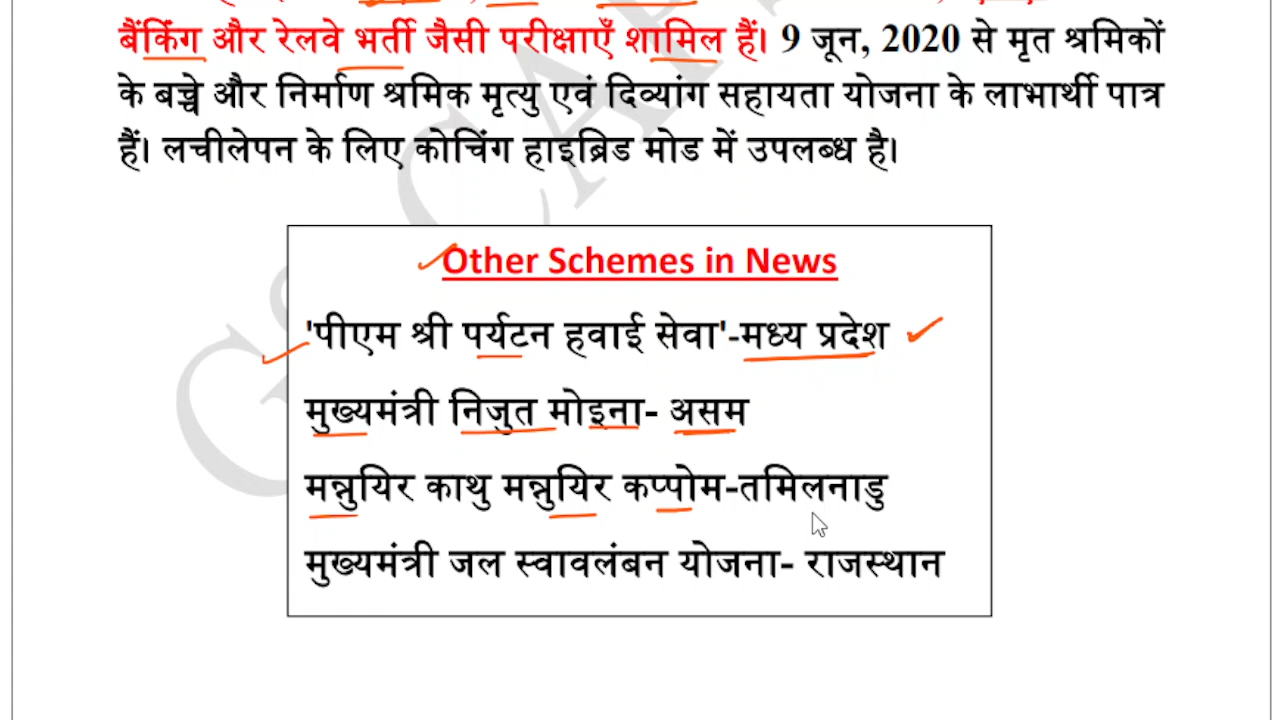 बैंकिंग और रेलवे भर्ती जैसी परीक्षाएँ शामिल हैं। 9 जून, 2020 से मृत श्रमिकों
के बच्चे और निर्माण श्रमिक मृत्यु एवं दिव्यांग सहायता योजना के लाभार्थी पात्र
हैं। लचीलेपन के लिए कोचिंग हाइब्रिड मोड में उपलब्ध है।
Other Schemes in News
'पीएम श्री पर्यटन हवाई सेवा'-मध्य प्रदेश
मुख्यमंत्री निजुत मोइना- असम
मन्नुयिर काथु मन्नुयिर कप्पोम-तमिलनाडु
मुख्यमंत्री जल स्वावलंबन योजना- राजस्थान